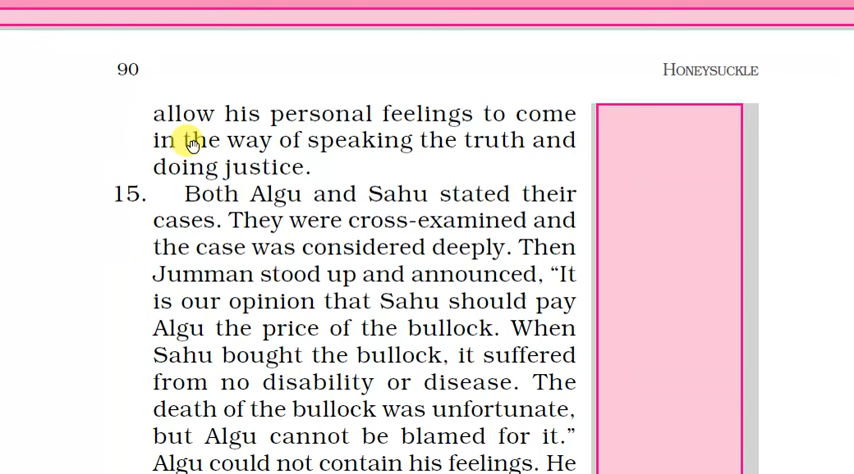 90
HONEYSUCKLE
allow his personal feelings to come
in the way of speaking the truth and
doing justice.
15. Both Algu and Sahu stated their
cases. They were cross-examined and
the case was considered deeply. Then
Jumman stood up and announced, “It
is our opinion that Sahu should pay
Algu the price of the bullock. When
Sahu bought the bullock, it suffered
from no disability or disease. The
death of the bullock was unfortunate,
but Algu cannot be blamed for it.”
Algu could not contain his feelings. He